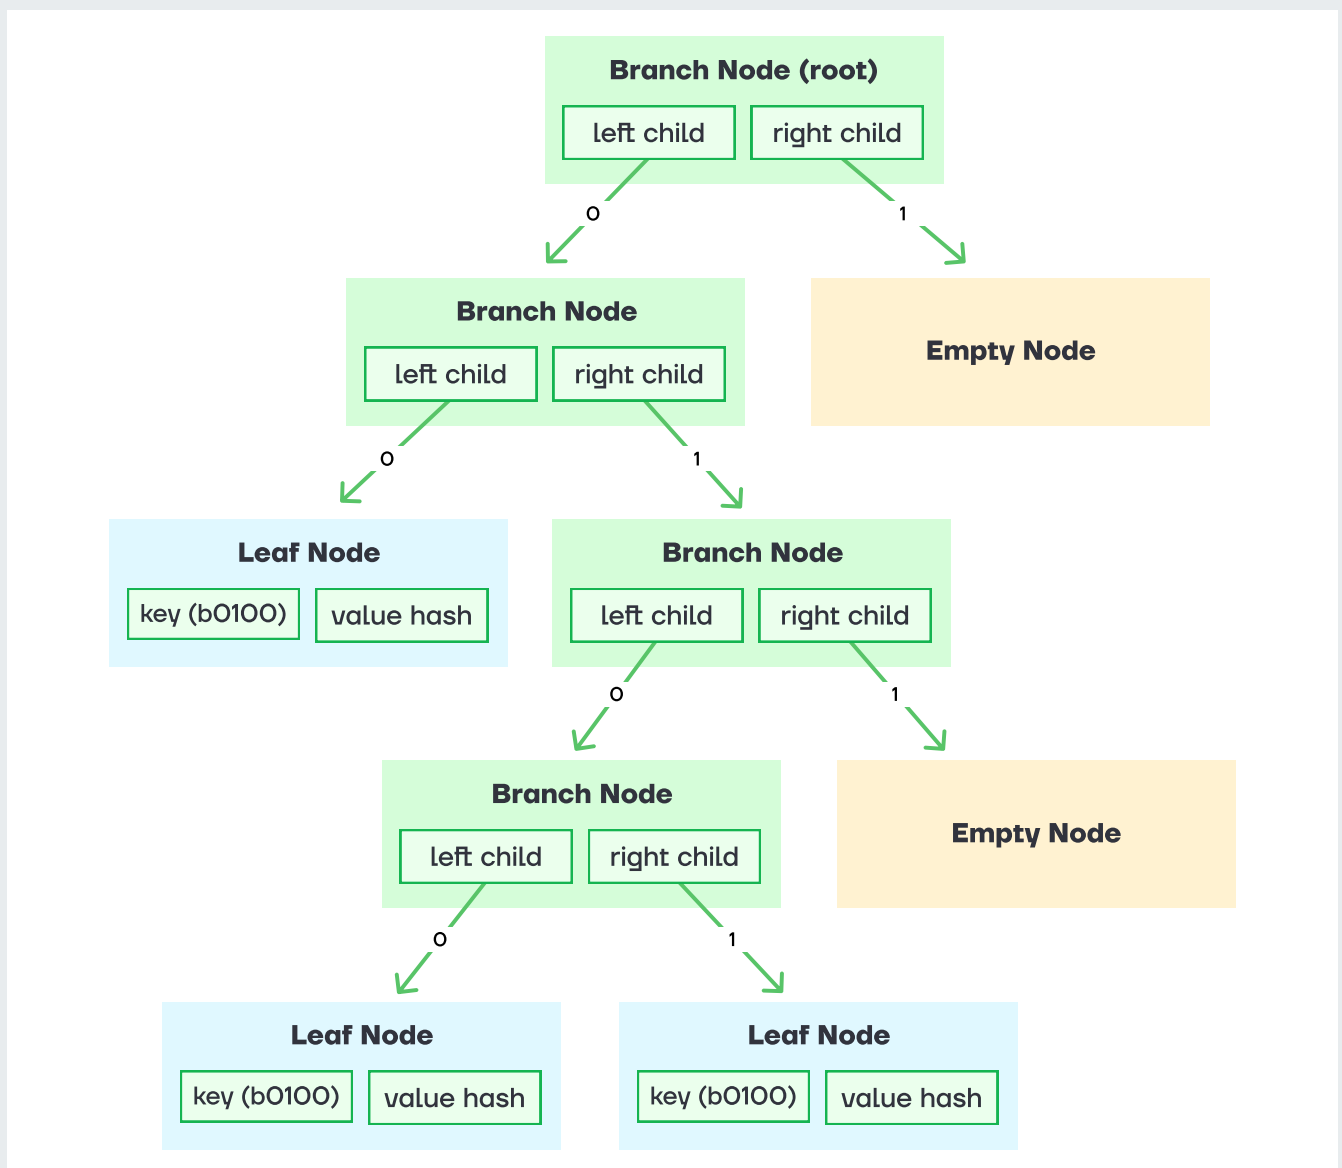 Branch Node (root)
left child right child
0 1
Branch Node
left child right child
Empty Node
0 1
Leaf Node
key (b0100) value hash
Branch Node
left child right child
0 1
Branch Node
left child right child
Empty Node
0 1
Leaf Node
key (b0100) value hash
Leaf Node
key (b0100) value hash